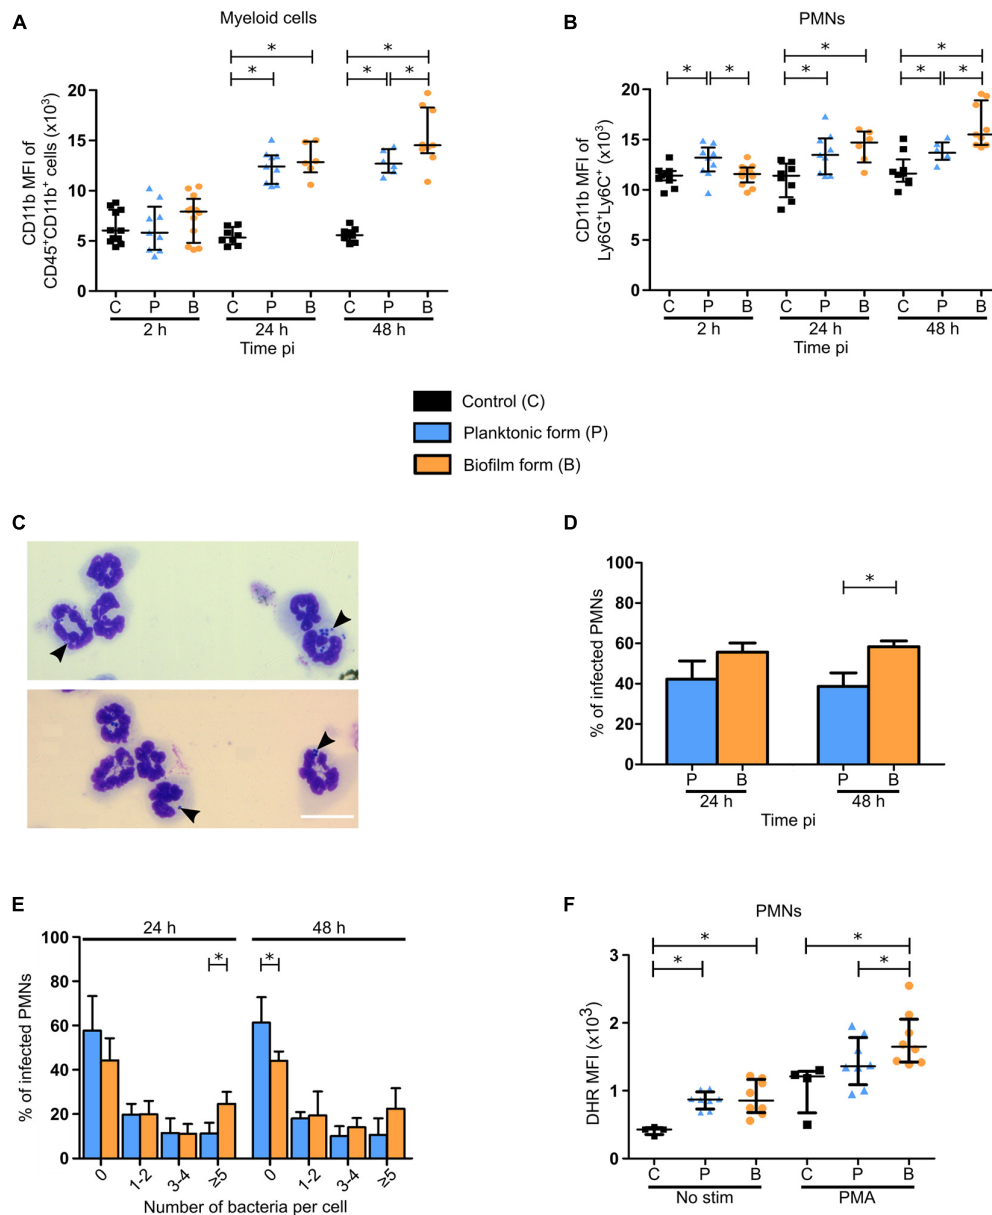 A
Myeloid cells
CD11b MFI of
CD45⁺CD11b⁺ cells (x10³)
20
15
10
5
0
*
*
*
*
*
C P B C P B C P B
2 h 24 h 48 h
Time pi
B
PMNs
CD11b MFI of
Ly6G⁺Ly6C⁺ (x10³)
20
15
10
5
0
*
*
*
*
*
*
*
C P B C P B C P B
2 h 24 h 48 h
Time pi
Control (C)
Planktonic form (P)
Biofilm form (B)
C
D
% of infected PMNs
100
80
60
40
20
0
*
P B P B
24 h 48 h
Time pi
E
24 h 48 h
% of infected PMNs
100
80
60
40
20
0
*
*
0 1-2 3-4 ≥5 0 1-2 3-4 ≥5
Number of bacteria per cell
F
PMNs
DHR MFI (x10³)
3
2
1
0
*
*
*
*
C P B C P B
No stim PMA